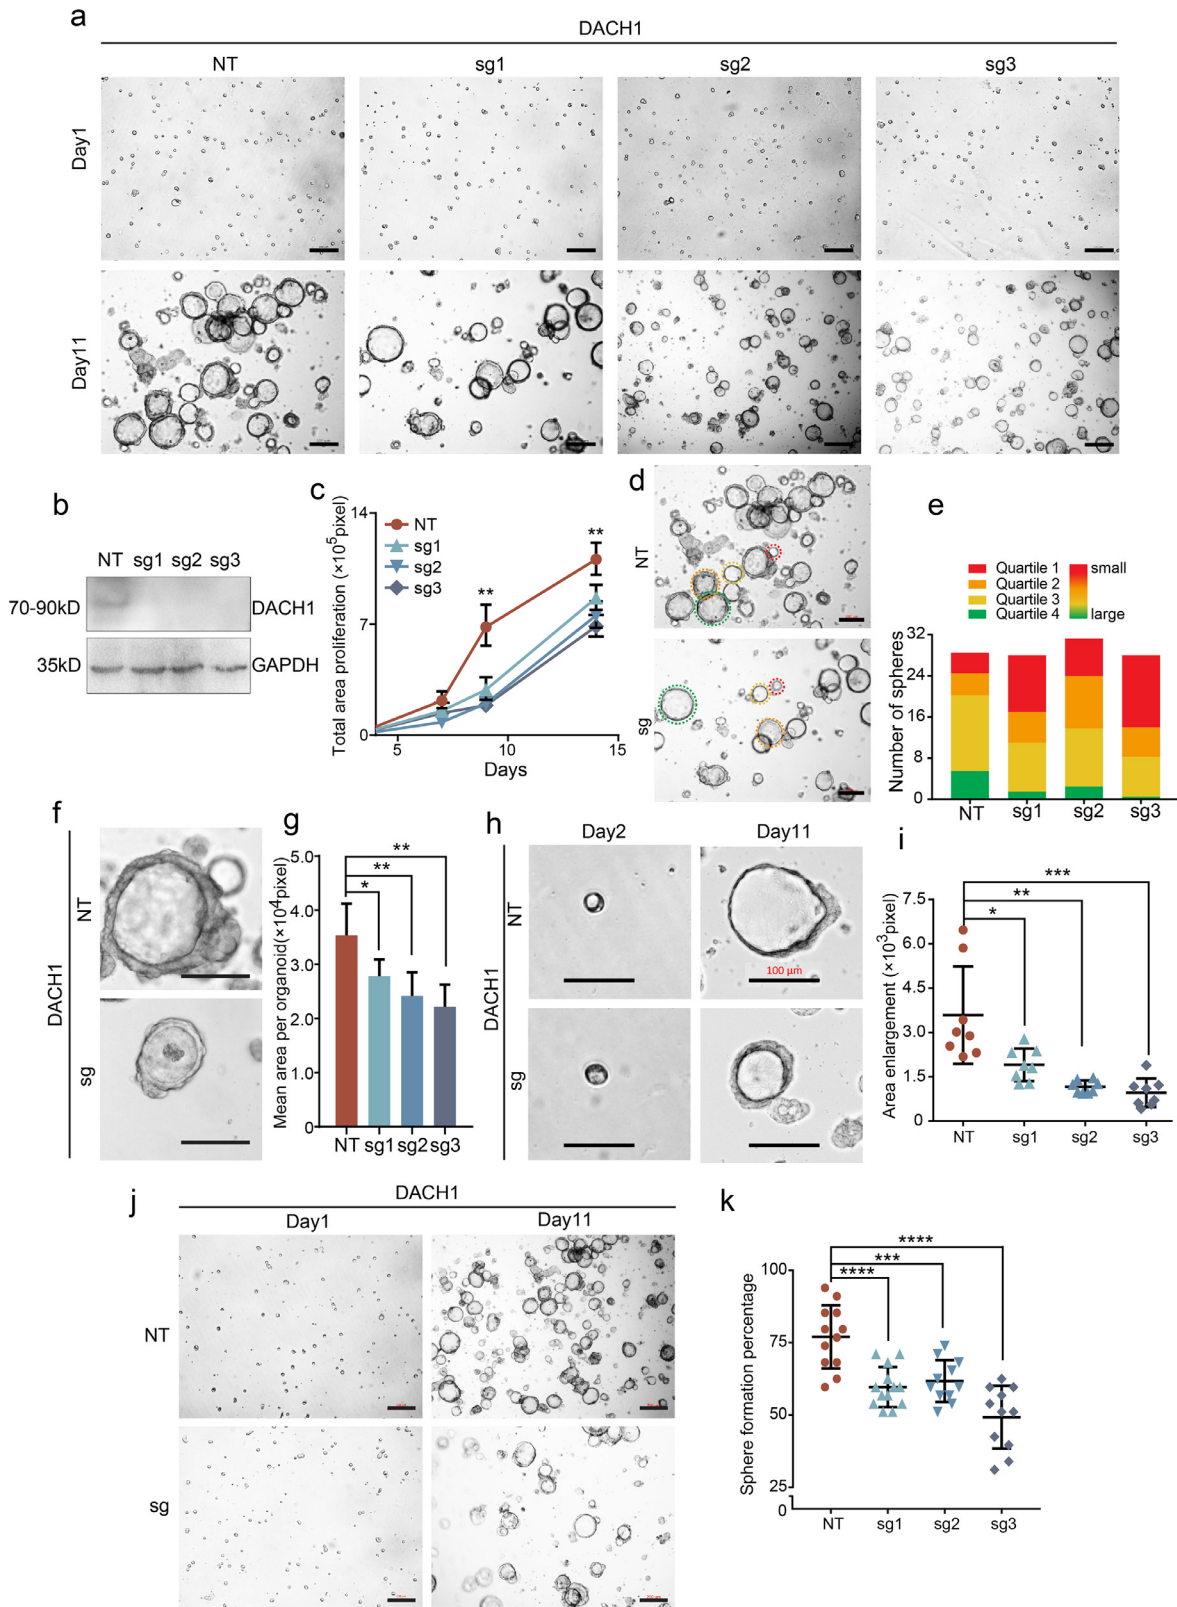 a
DACH1
NT sg1 sg2 sg3
Day1
Day11
b
NT sg1 sg2 sg3
70-90kD DACH1
35kD GAPDH
c
Total area proliferation (×10⁵pixel)
14
7
0
5 10 15
Days
NT
sg1
sg2
sg3
**
**
d
NT
sg
e
Quartile 1
Quartile 2
Quartile 3
Quartile 4
small
large
Number of spheres
32
24
16
8
0
NT sg1 sg2 sg3
f
DACH1
NT
sg
g
Mean area per organoid(×10⁴pixel)
5.0
4.0
3.0
2.0
1.0
0
**
**
*
NT sg1 sg2 sg3
h
Day2 Day11
DACH1
NT
sg
100 µm
i
Area enlargement (×10³pixel)
7.5
6.0
4.5
3.0
1.5
0
***
**
*
NT sg1 sg2 sg3
j
DACH1
Day1 Day11
NT
sg
k
Sphere formation percentage
100
75
50
25
0
****
***
****
NT sg1 sg2 sg3